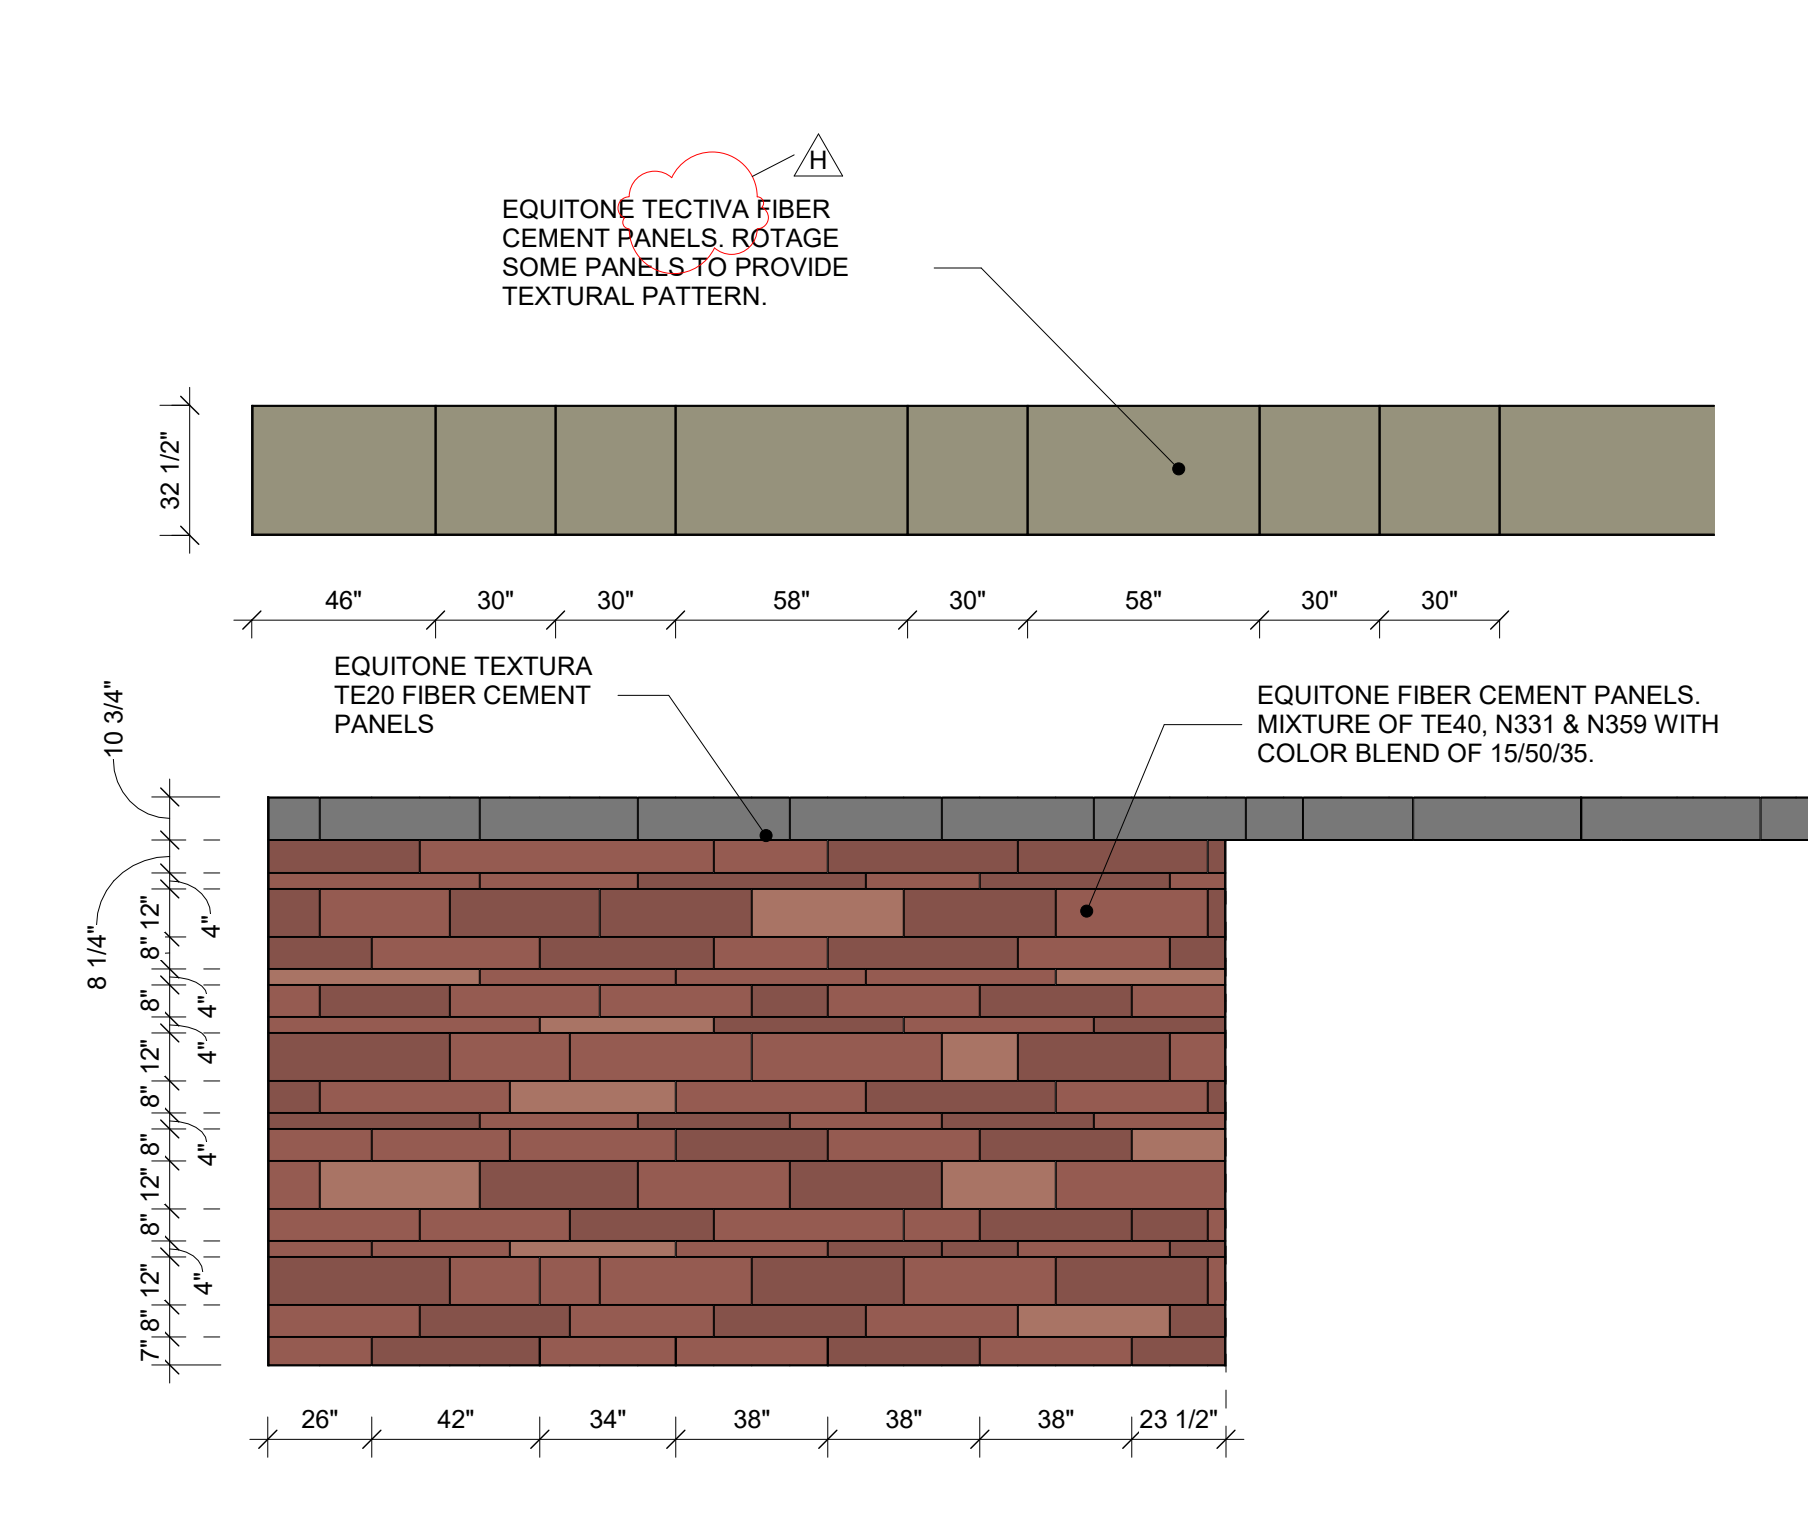 H
EQUITONE TECTIVA FIBER
CEMENT PANELS. ROTAGE
SOME PANELS TO PROVIDE
TEXTURAL PATTERN.
32 1/2"
46" 30" 30" 58" 30" 58" 30" 30"
EQUITONE TEXTURA
TE20 FIBER CEMENT
PANELS
EQUITONE FIBER CEMENT PANELS.
MIXTURE OF TE40, N331 & N359 WITH
COLOR BLEND OF 15/50/35.
10 3/4"
8 1/4"
4"
12"
8"
4"
8"
4"
12"
8"
4"
8"
12"
8"
4"
12"
8"
7"
26" 42" 34" 38" 38" 38" 23 1/2"